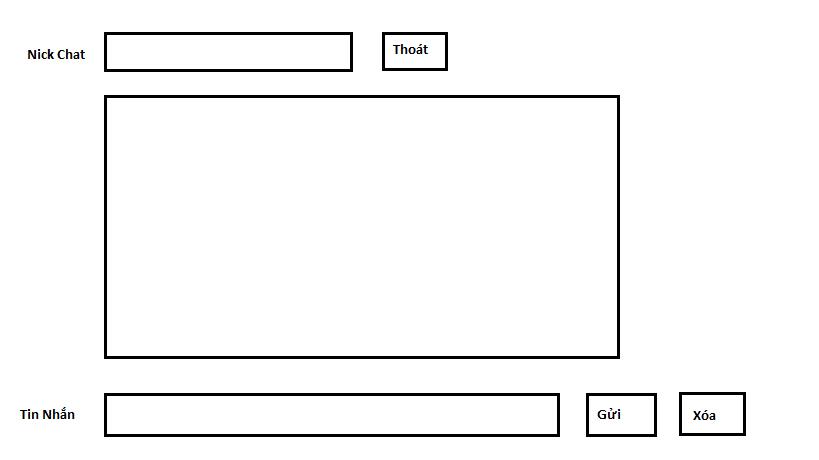 Nick Chat
Thoát
Tin Nhắn
Gửi
Xóa